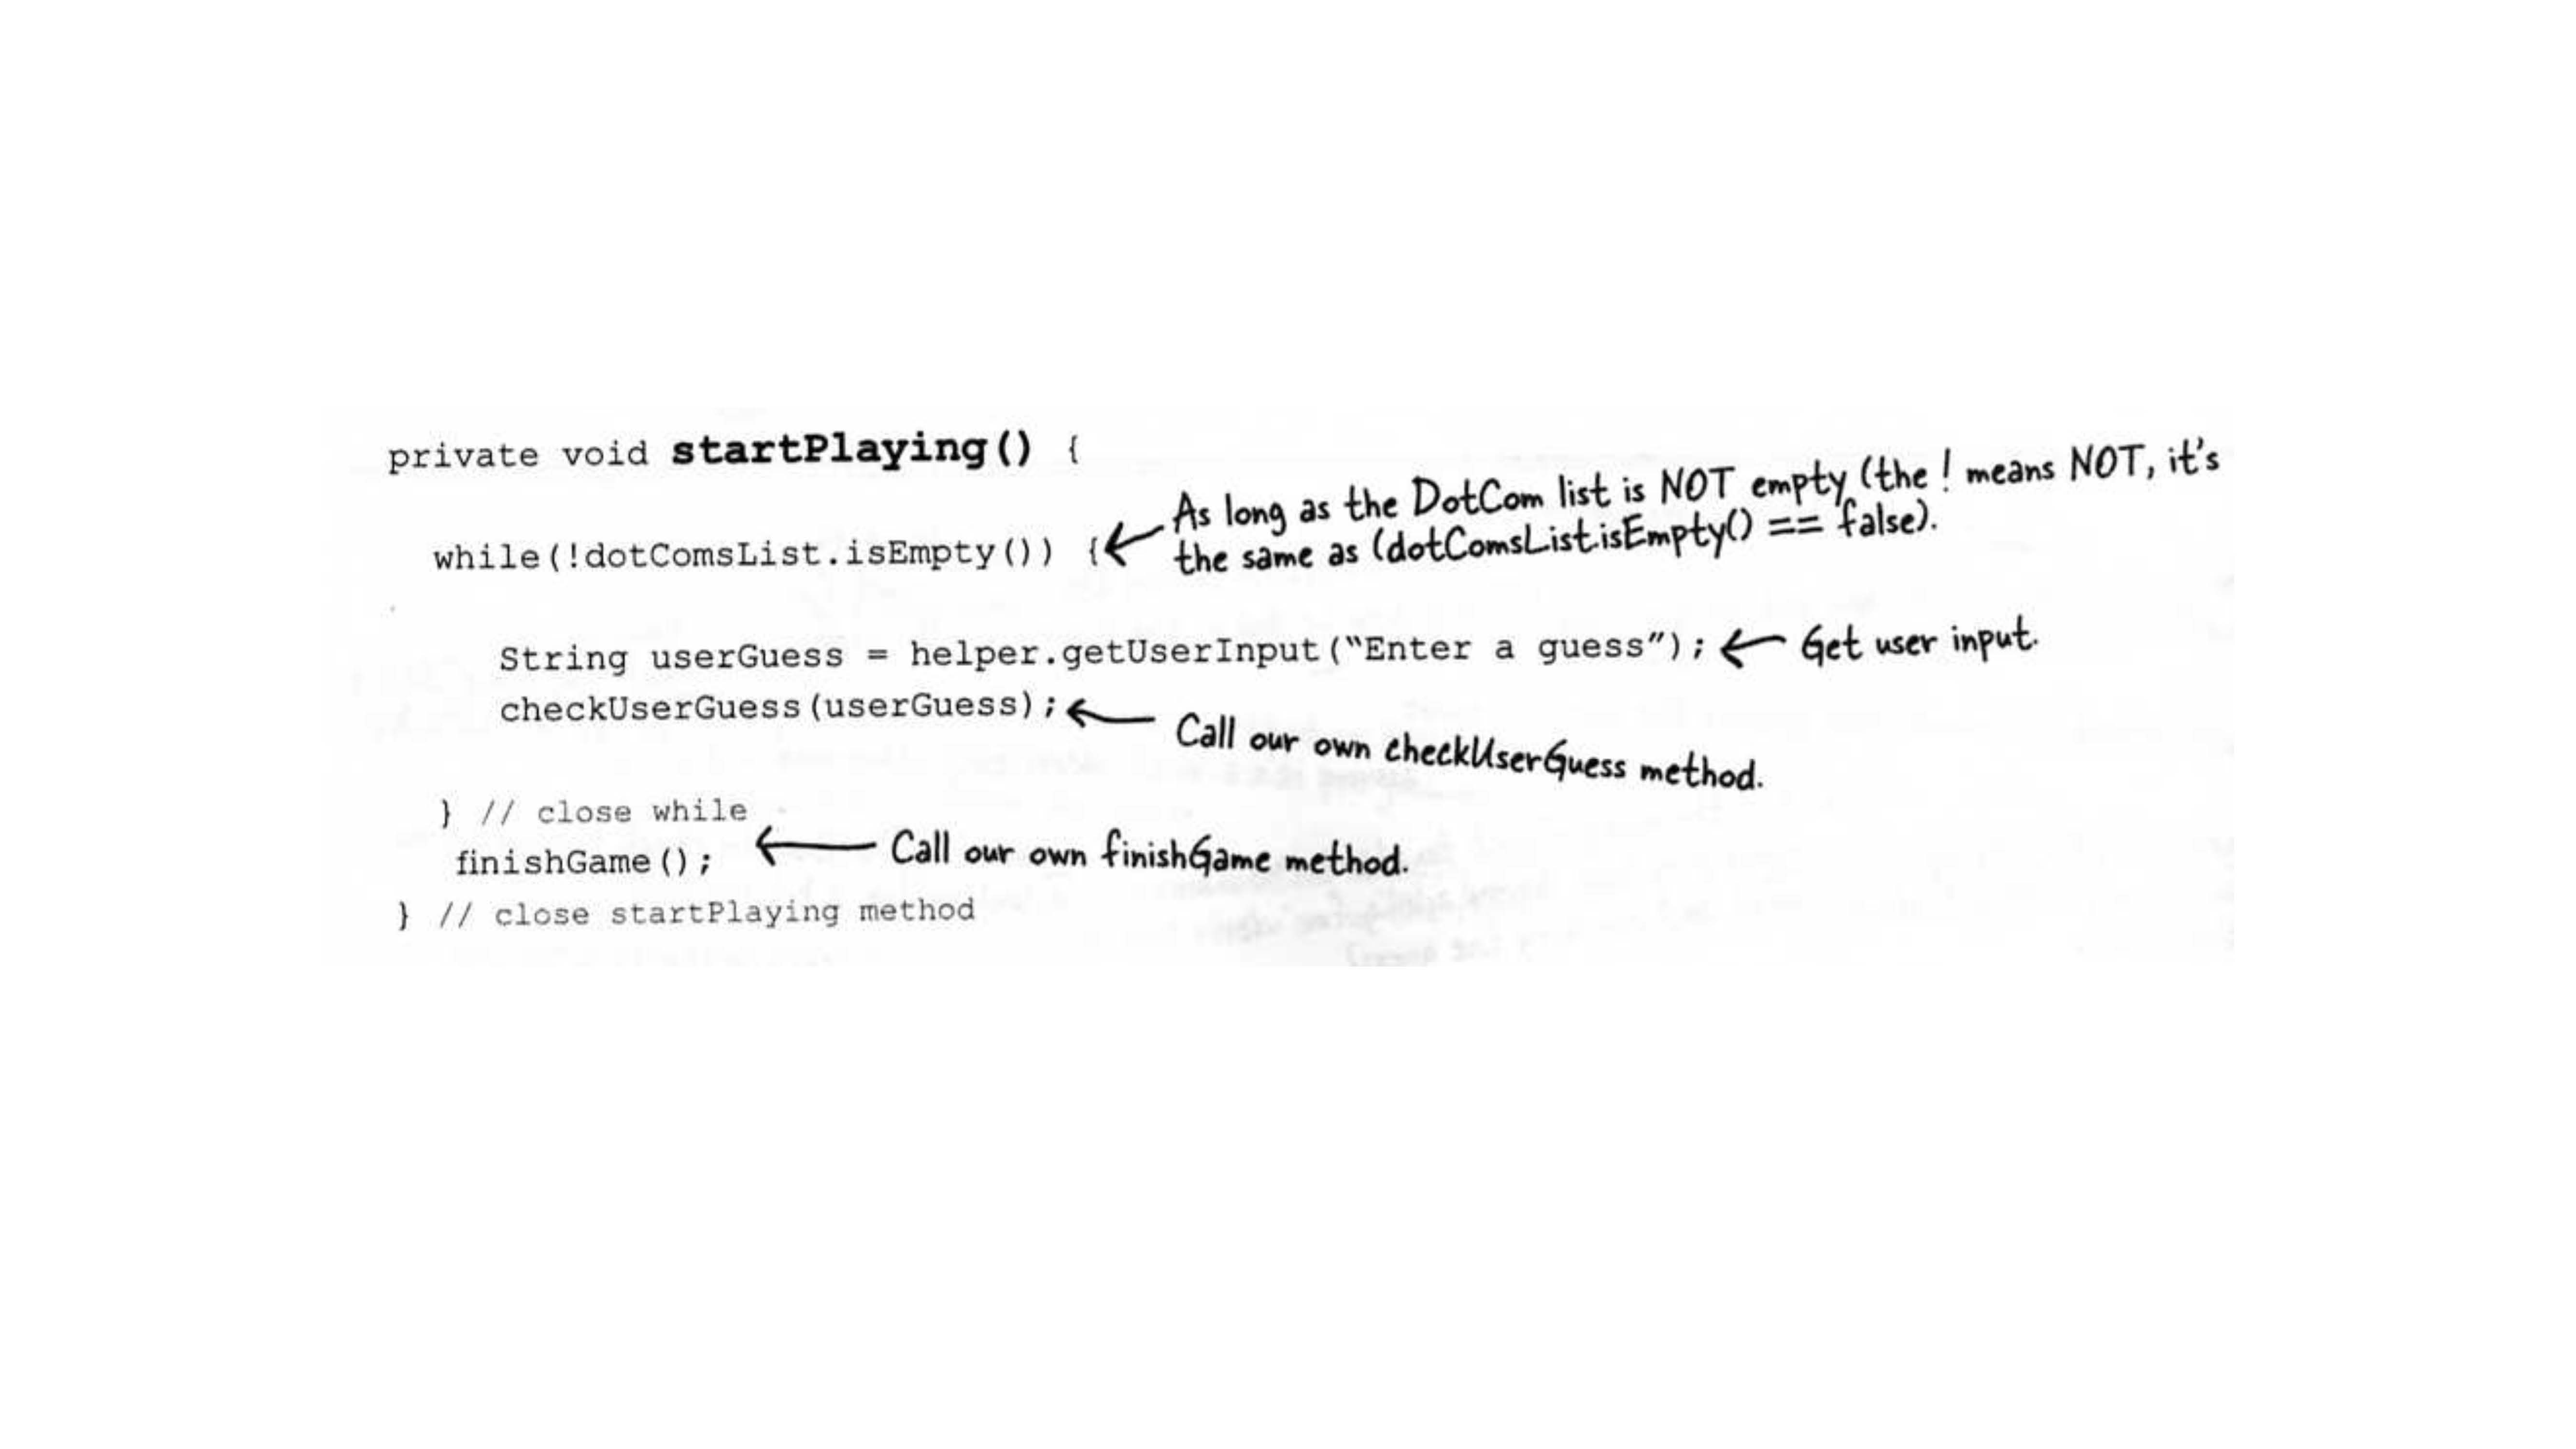 private void startPlaying() {
As long as the DotCom list is NOT empty (the ! means NOT, it's
while(!dotComsList.isEmpty()) {
the same as (dotComsList.isEmpty() == false).
String userGuess = helper.getUserInput(“Enter a guess”);
Get user input.
checkUserGuess(userGuess);
Call our own checkUserGuess method.
} // close while
Call our own finishGame method.
finishGame();
} // close startPlaying method